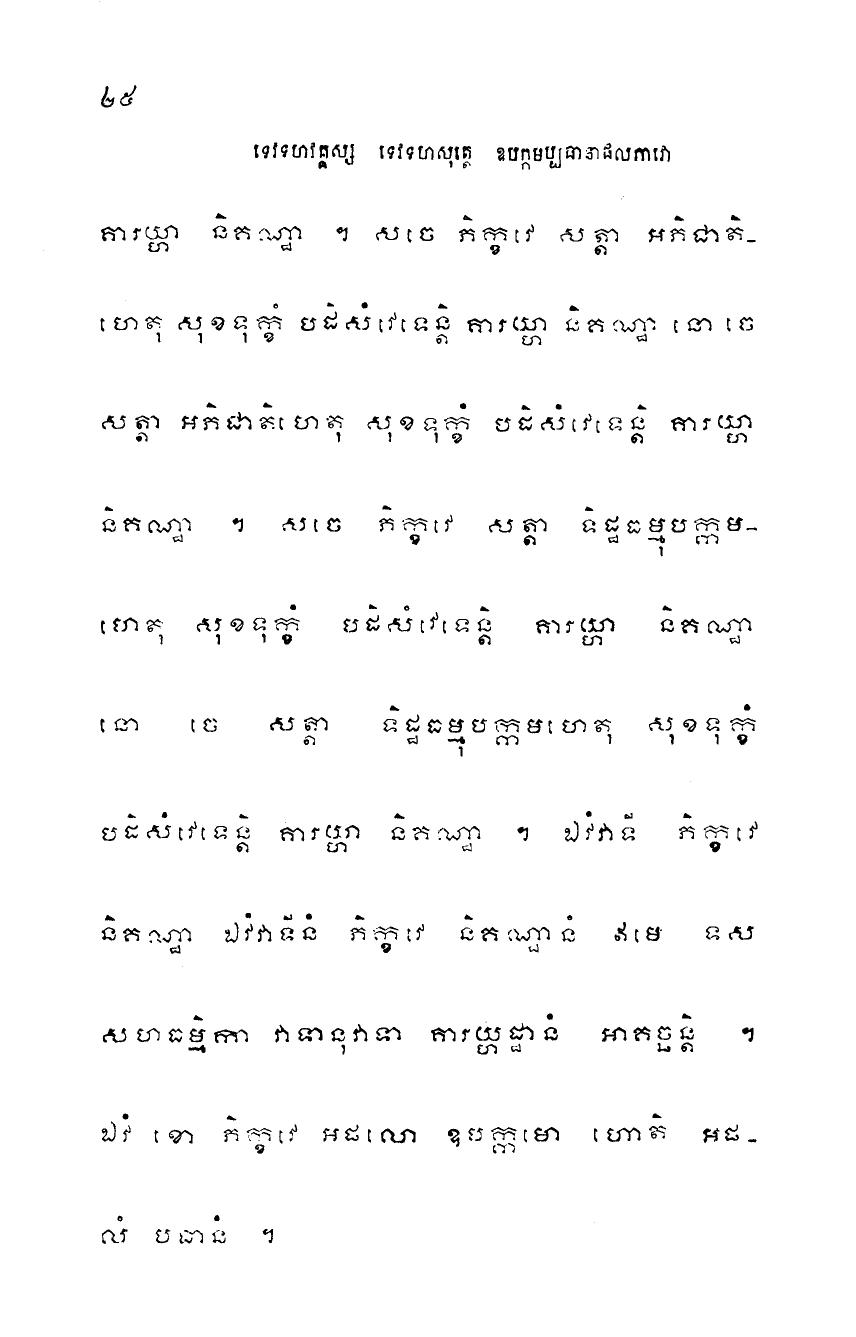 ២៥
ទេវទហវគ្គស្ស ទេវទហសុត្តេ ឧបក្កមប្បធានាផលភាវោ
គារយ្ហា និគណ្ឋា ។ សចេ ភិក្ខវេ សត្តា អភិជាតិ-
ហេតុ សុខទុក្ខំ បដិសំវេទេន្តិ គារយ្ហា និគណ្ឋា នោ ចេ
សត្តា អភិជាតិហេតុ សុខទុក្ខំ បដិសំវេទេន្តិ គារយ្ហា
និគណ្ឋា ។ សចេ ភិក្ខវេ សត្តា ទិដ្ឋធម្មុបក្កម-
ហេតុ សុខទុក្ខំ បដិសំវេទេន្តិ គារយ្ហា និគណ្ឋា
នោ ចេ សត្តា ទិដ្ឋធម្មុបក្កមហេតុ សុខទុក្ខំ
បដិសំវេទេន្តិ គារយ្ហា និគណ្ឋា ។ ឯវំវាទី ភិក្ខវេ
និគណ្ឋា ឯវំវាទីនំ ភិក្ខវេ និគណ្ឋានំ ឥមេ ទស
សហធម្មិកា វាទានុវាទា គារយ្ហដ្ឋានំ អាគច្ឆន្តិ ។
ឯវំ ខោ ភិក្ខវេ អផលោ ឧបក្កមោ ហោតិ អផ-
លំ បធានំ ។